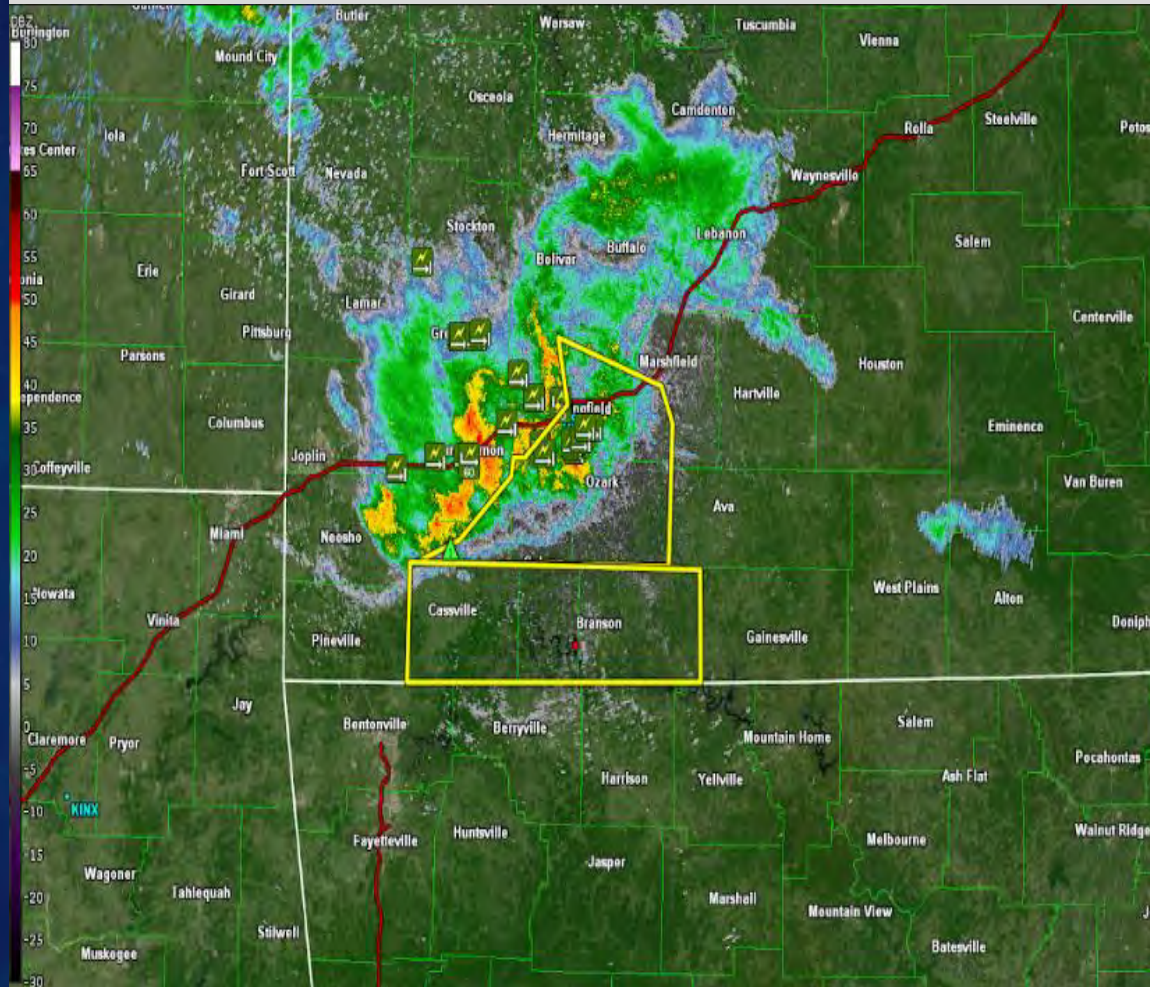 Butler
Warsaw
Tuscumbia
Vienna
80
75
70
65
60
55
50
45
40
35
30
25
20
15
10
5
0
-5
-10
-15
-20
-25
-30
Mound City
Osceola
Camdenton
Steelville
Iola
Hermitage
Rolla
Fort Scott
Nevada
Waynesville
Stockton
Lebanon
Salem
Buffalo
Bolivar
Erie
Girard
Lamar
Pittsburg
Centerville
Parsons
Marshfield
Houston
Hartville
Columbus
Eminence
Joplin
60
Ozark
Van Buren
Ava
Miami
Neosho
Cassville
Branson
West Plains
Alton
Vinita
Pineville
Gainesville
Jay
Bentonville
Berryville
Salem
Claremore
Pryor
Mountain Home
Pocahontas
Harrison
Yellville
Ash Flat
KINX
Huntsville
Fayetteville
Melbourne
Walnut Ridge
Jasper
Wagoner
Tahlequah
Marshall
Mountain View
Stilwell
Batesville
Muskogee